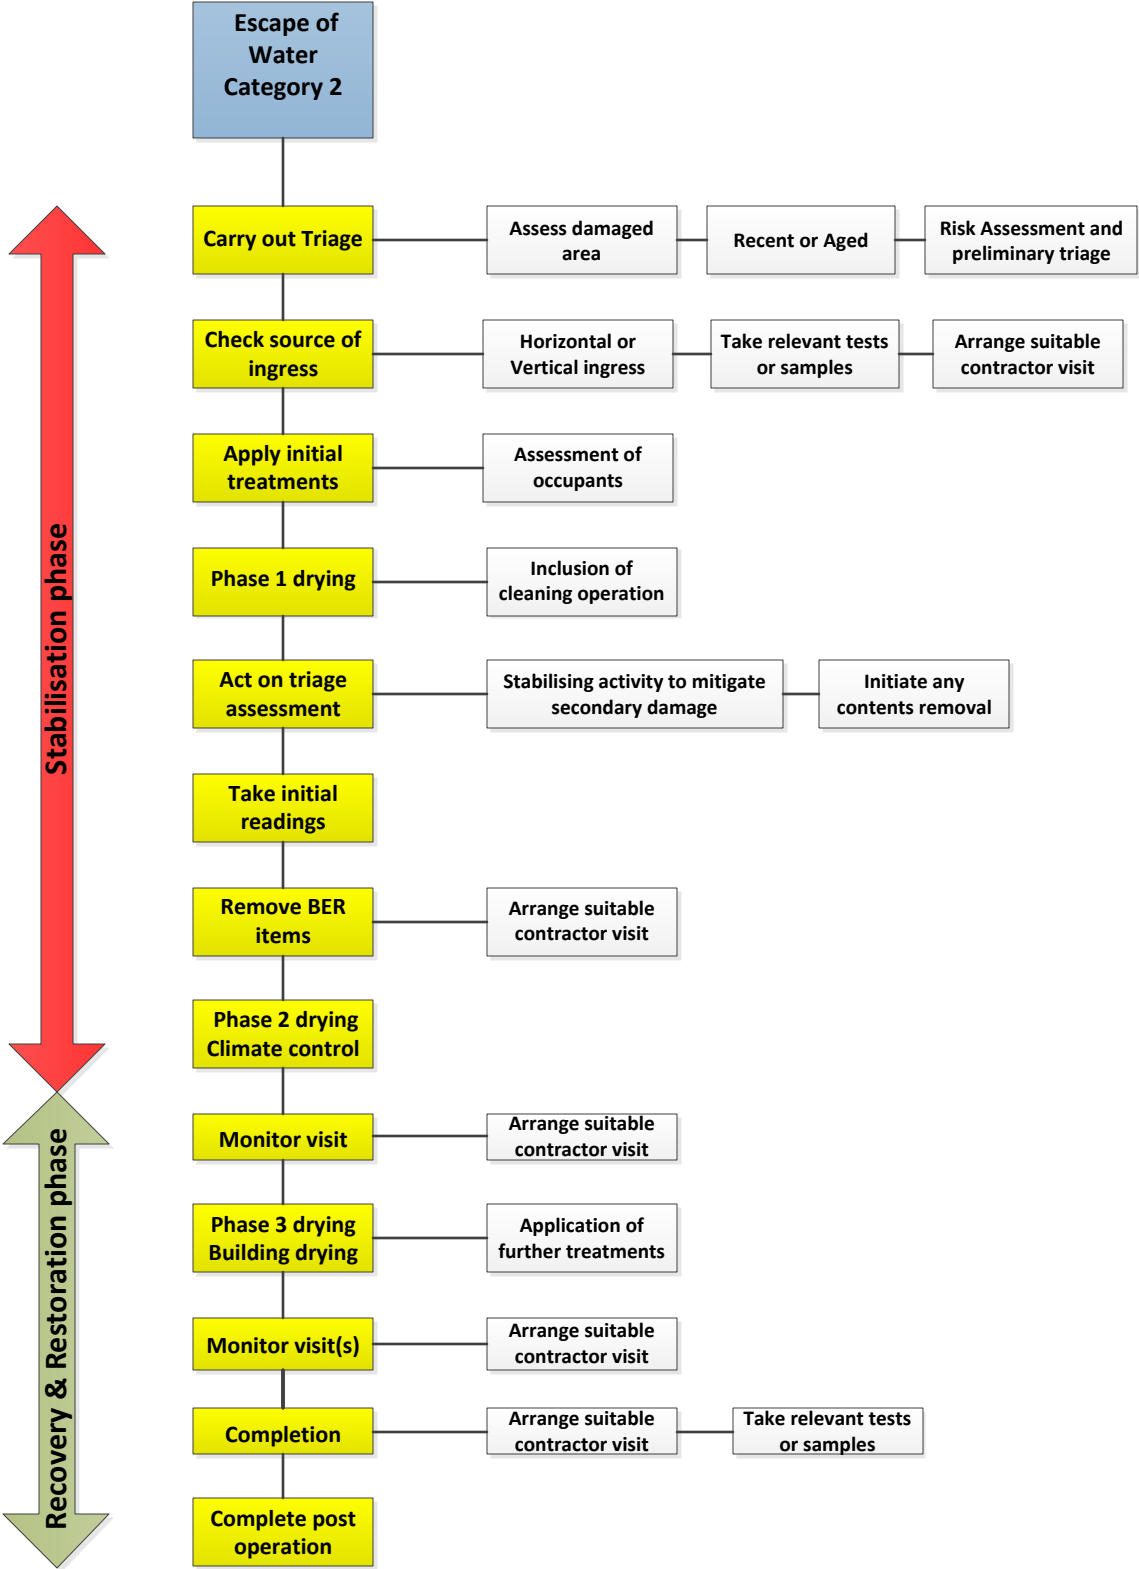 Escape of
Water
Category 2
Carry out Triage
Assess damaged
area
Recent or Aged
Risk Assessment and
preliminary triage
Check source of
ingress
Horizontal or
Vertical ingress
Take relevant tests
or samples
Arrange suitable
contractor visit
Apply initial
treatments
Assessment of
occupants
Phase 1 drying
Inclusion of
cleaning operation
Stabilisation phase
Act on triage
assessment
Stabilising activity to mitigate
secondary damage
Initiate any
contents removal
Take initial
readings
Remove BER
items
Arrange suitable
contractor visit
Phase 2 drying
Climate control
Monitor visit
Arrange suitable
contractor visit
Recovery & Restoration phase
Phase 3 drying
Building drying
Application of
further treatments
Monitor visit(s)
Arrange suitable
contractor visit
Completion
Arrange suitable
contractor visit
Take relevant tests
or samples
Complete post
operation